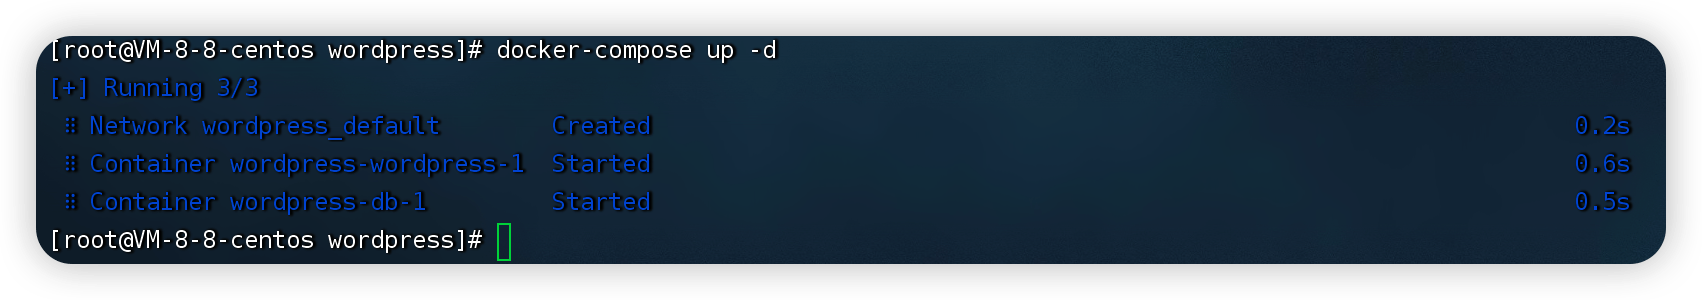 [root@VM-8-8-centos wordpress]# docker-compose up -d
[+] Running 3/3
⠿ Network wordpress_default Created 0.2s
⠿ Container wordpress-wordpress-1 Started 0.6s
⠿ Container wordpress-db-1 Started 0.5s
[root@VM-8-8-centos wordpress]#